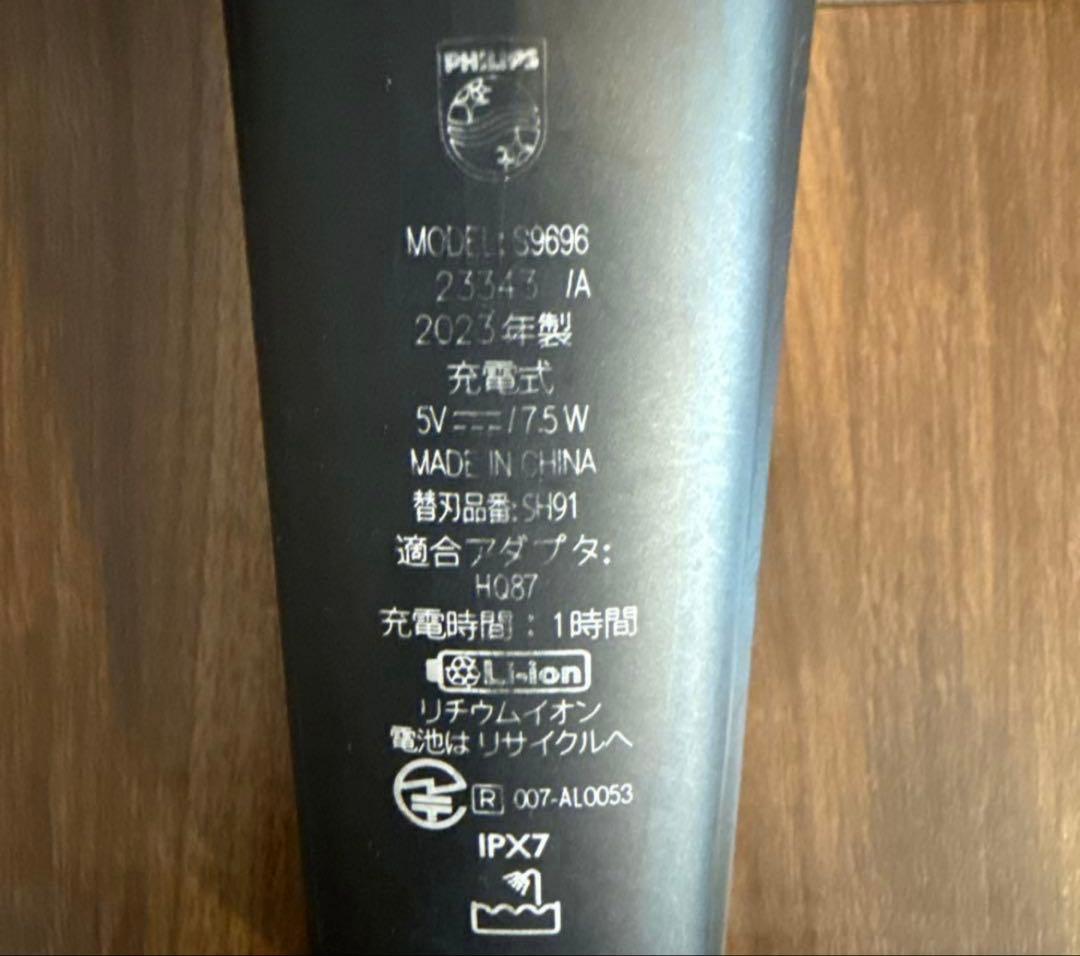 PHILIPS
MODEL: S9696
23343 /A
2023年製
充電式
5V⎓/7.5W
MADE IN CHINA
替刃品番:SH91
適合アダプタ:
HQ87
充電時間：1時間
Li-ion
リチウムイオン
電池はリサイクルへ
R 007-AL0053
IPX7